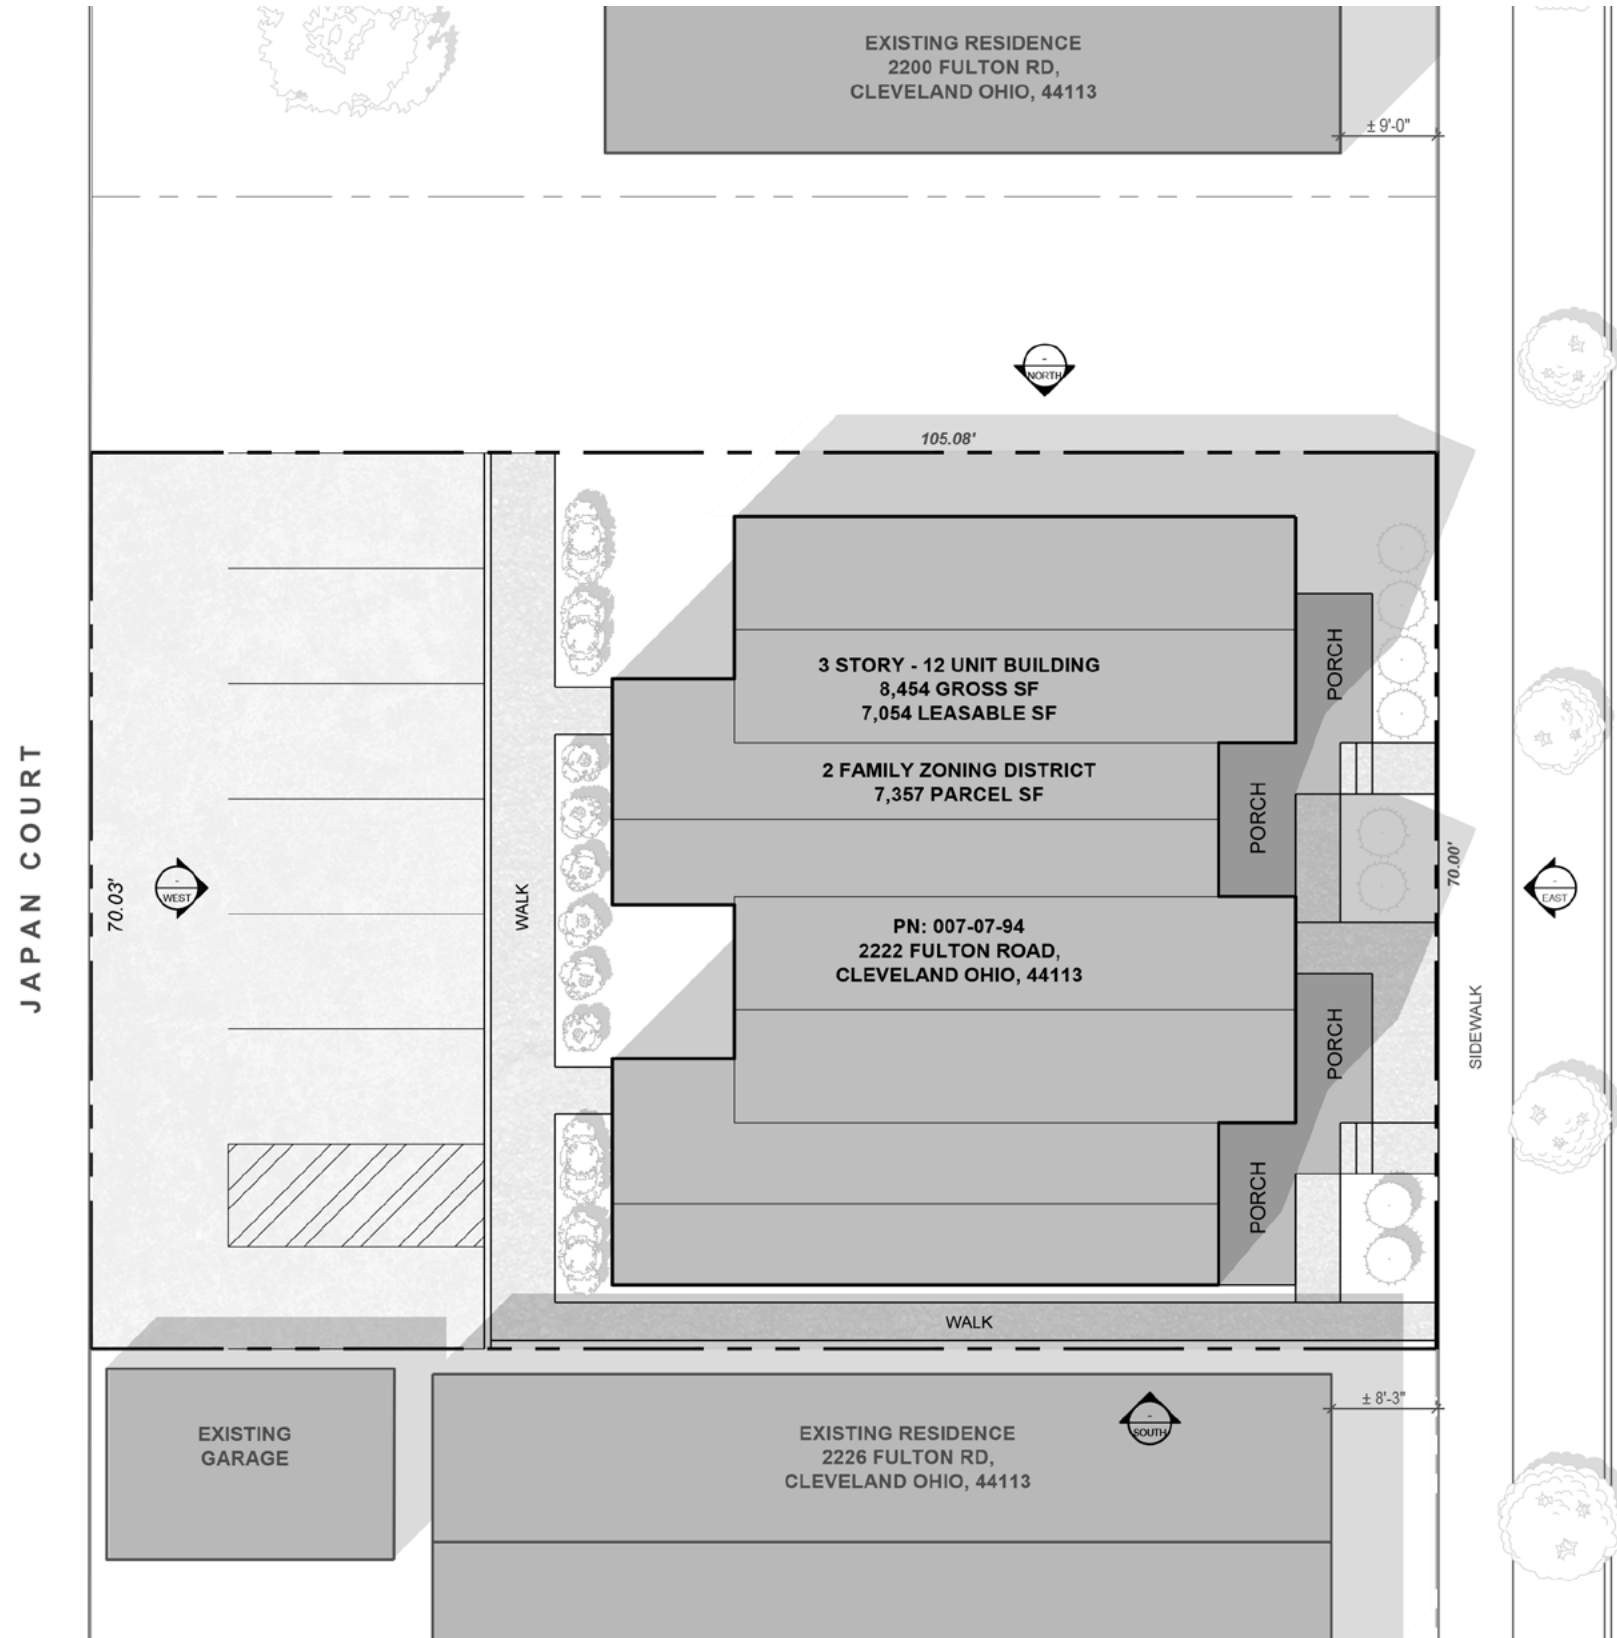 EXISTING RESIDENCE
2200 FULTON RD,
CLEVELAND OHIO, 44113
± 9'-0"
-
NORTH
105.08'
PORCH
3 STORY - 12 UNIT BUILDING
8,454 GROSS SF
7,054 LEASABLE SF
2 FAMILY ZONING DISTRICT
7,357 PARCEL SF
PORCH
JAPAN COURT
70.03'
-
WEST
WALK
70.00'
-
EAST
PN: 007-07-94
2222 FULTON ROAD,
CLEVELAND OHIO, 44113
PORCH
SIDEWALK
PORCH
WALK
± 8'-3"
-
SOUTH
EXISTING
GARAGE
EXISTING RESIDENCE
2226 FULTON RD,
CLEVELAND OHIO, 44113